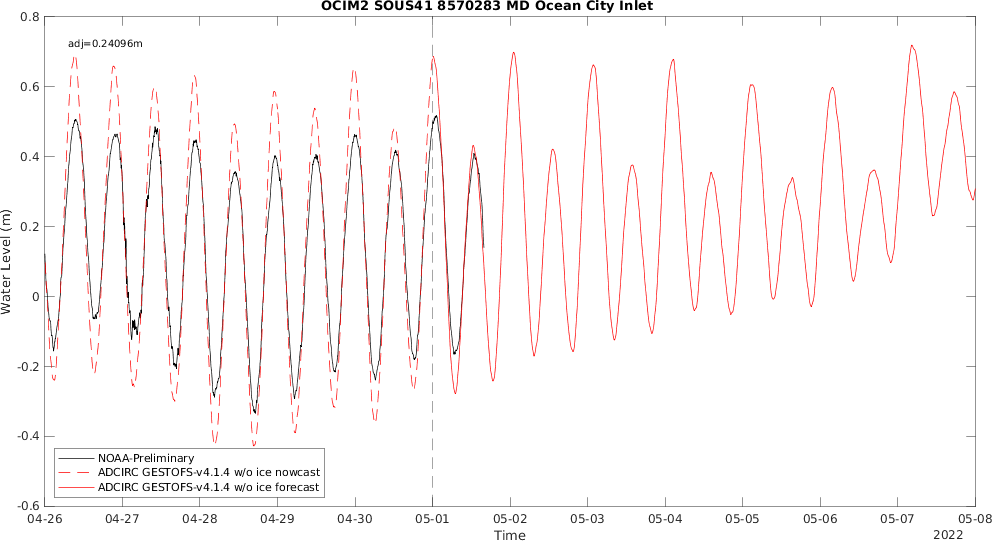 OCIM2 SOUS41 8570283 MD Ocean City Inlet
0.8
adj=0.24096m
0.6
0.4
0.2
0
-0.2
-0.4
-0.6
Water Level (m)
NOAA-Preliminary
ADCIRC GESTOFS-v4.1.4 w/o ice nowcast
ADCIRC GESTOFS-v4.1.4 w/o ice forecast
04-26 04-27 04-28 04-29 04-30 05-01 05-02 05-03 05-04 05-05 05-06 05-07 05-08
Time
2022